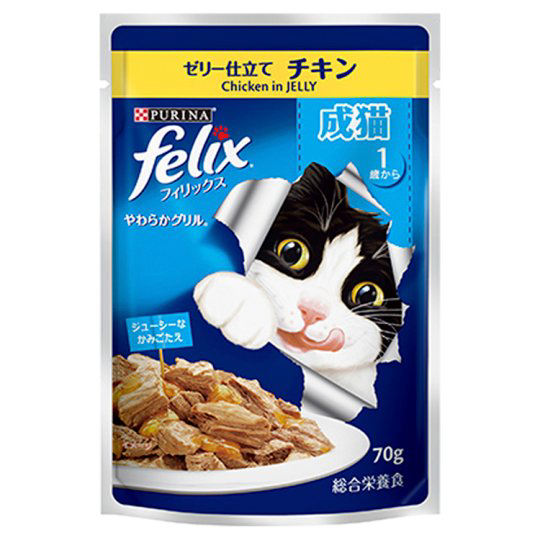 ゼリー仕立て チキン
Chicken in JELLY
PURINA
felix®
フィリックス
やわらかグリル®
成猫
1
歳から
ジューシーな
かみごたえ
70g
総合栄養食